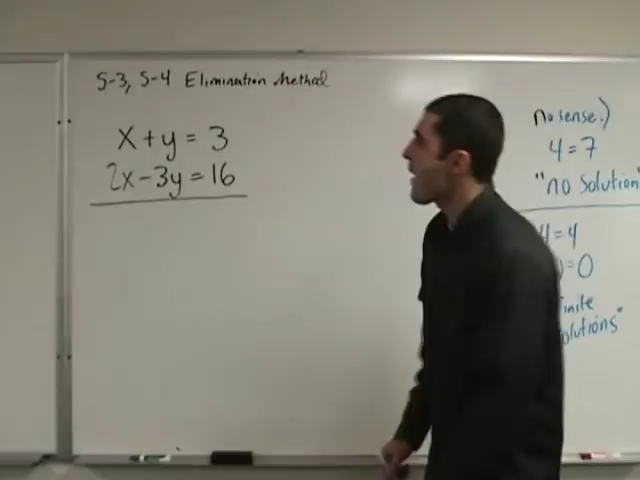 5-3, 5-4 Elimination Method
x + y = 3
2x - 3y = 16
no sense.)
4 = 7
"no solution"
4 = 4
= 0